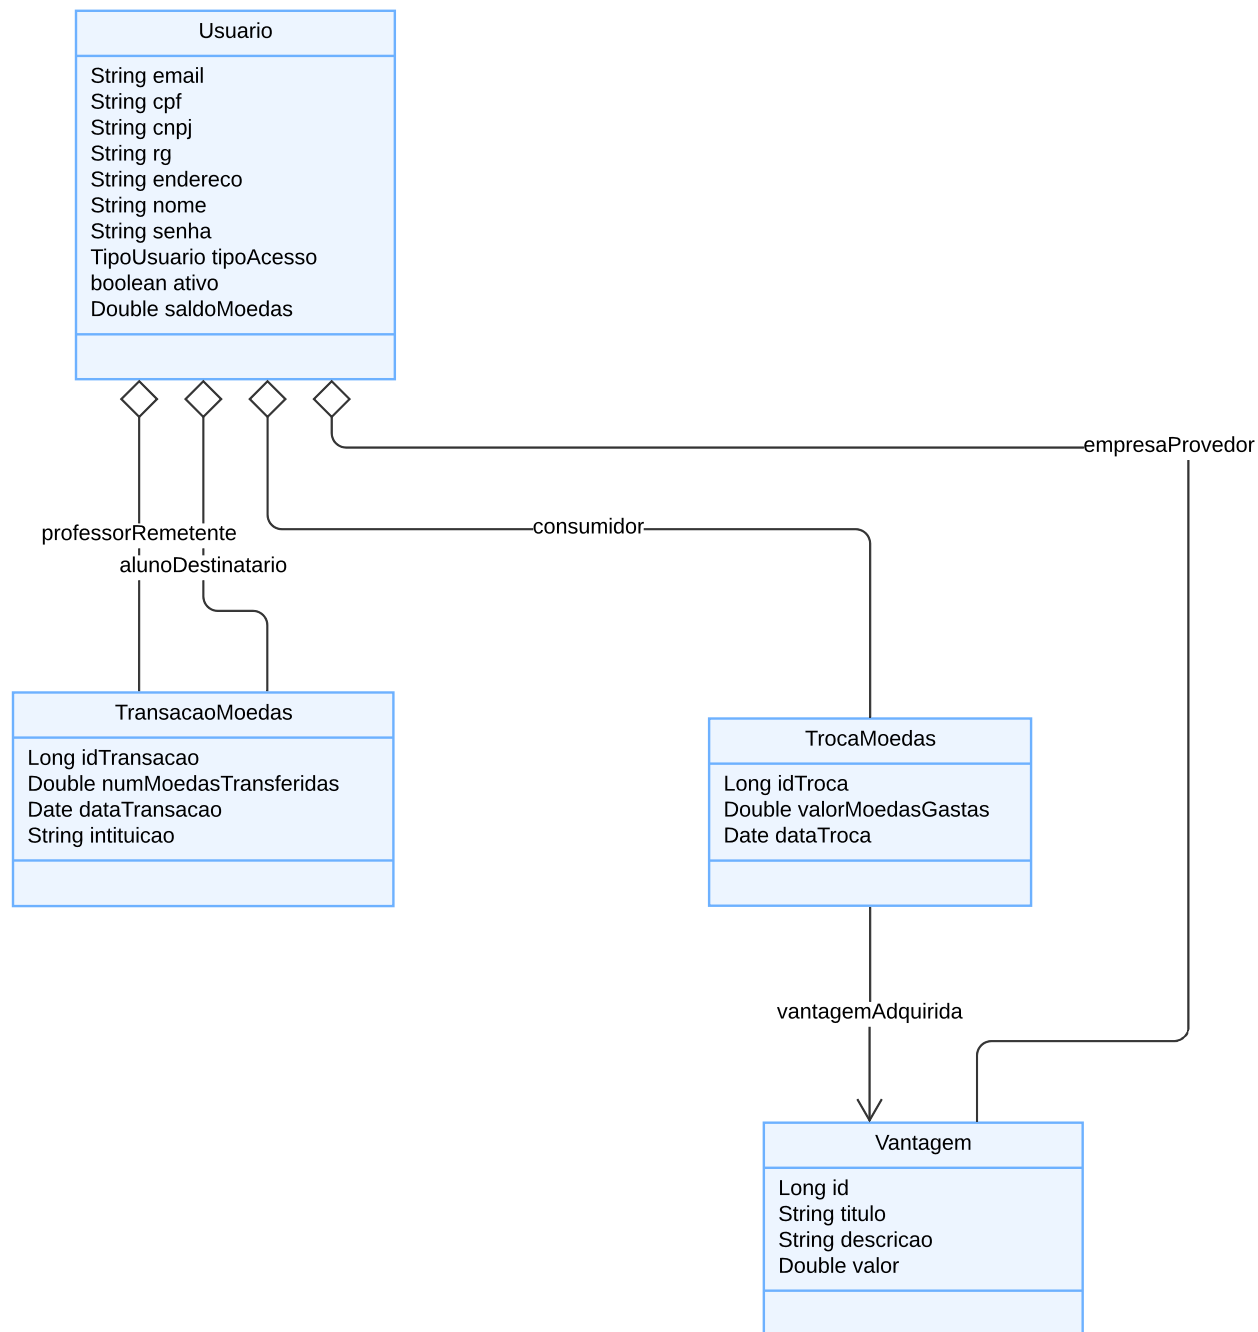 Usuario
String email
String cpf
String cnpj
String rg
String endereco
String nome
String senha
TipoUsuario tipoAcesso
boolean ativo
Double saldoMoedas
empresaProvedor
consumidor
professorRemetente
alunoDestinatario
TransacaoMoedas
Long idTransacao
Double numMoedasTransferidas
Date dataTransacao
String intituicao
TrocaMoedas
Long idTroca
Double valorMoedasGastas
Date dataTroca
vantagemAdquirida
Vantagem
Long id
String titulo
String descricao
Double valor